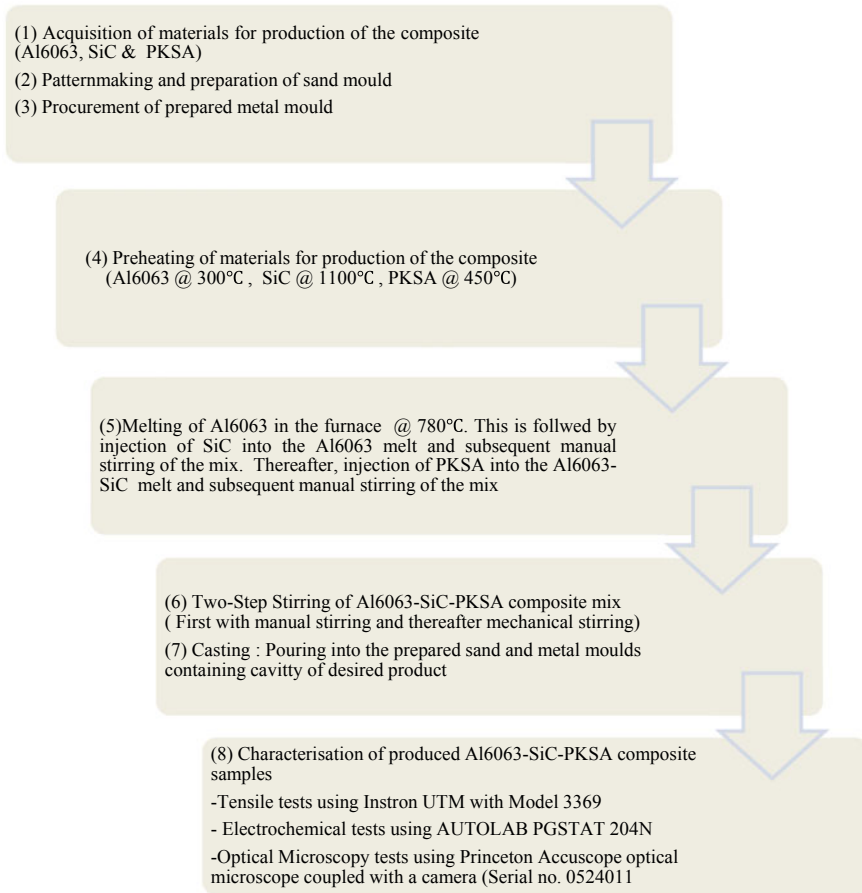 (1) Acquisition of materials for production of the composite
(Al6063, SiC & PKSA)
(2) Patternmaking and preparation of sand mould
(3) Procurement of prepared metal mould
(4) Preheating of materials for production of the composite
(Al6063 @ 300°C , SiC @ 1100°C , PKSA @ 450°C)
(5)Melting of Al6063 in the furnace @ 780°C. This is follwed by
injection of SiC into the Al6063 melt and subsequent manual
stirring of the mix. Thereafter, injection of PKSA into the Al6063-
SiC melt and subsequent manual stirring of the mix
(6) Two-Step Stirring of Al6063-SiC-PKSA composite mix
( First with manual stirring and thereafter mechanical stirring)
(7) Casting : Pouring into the prepared sand and metal moulds
containing cavitty of desired product
(8) Characterisation of produced Al6063-SiC-PKSA composite
samples
-Tensile tests using Instron UTM with Model 3369
- Electrochemical tests using AUTOLAB PGSTAT 204N
-Optical Microscopy tests using Princeton Accuscope optical
microscope coupled with a camera (Serial no. 0524011